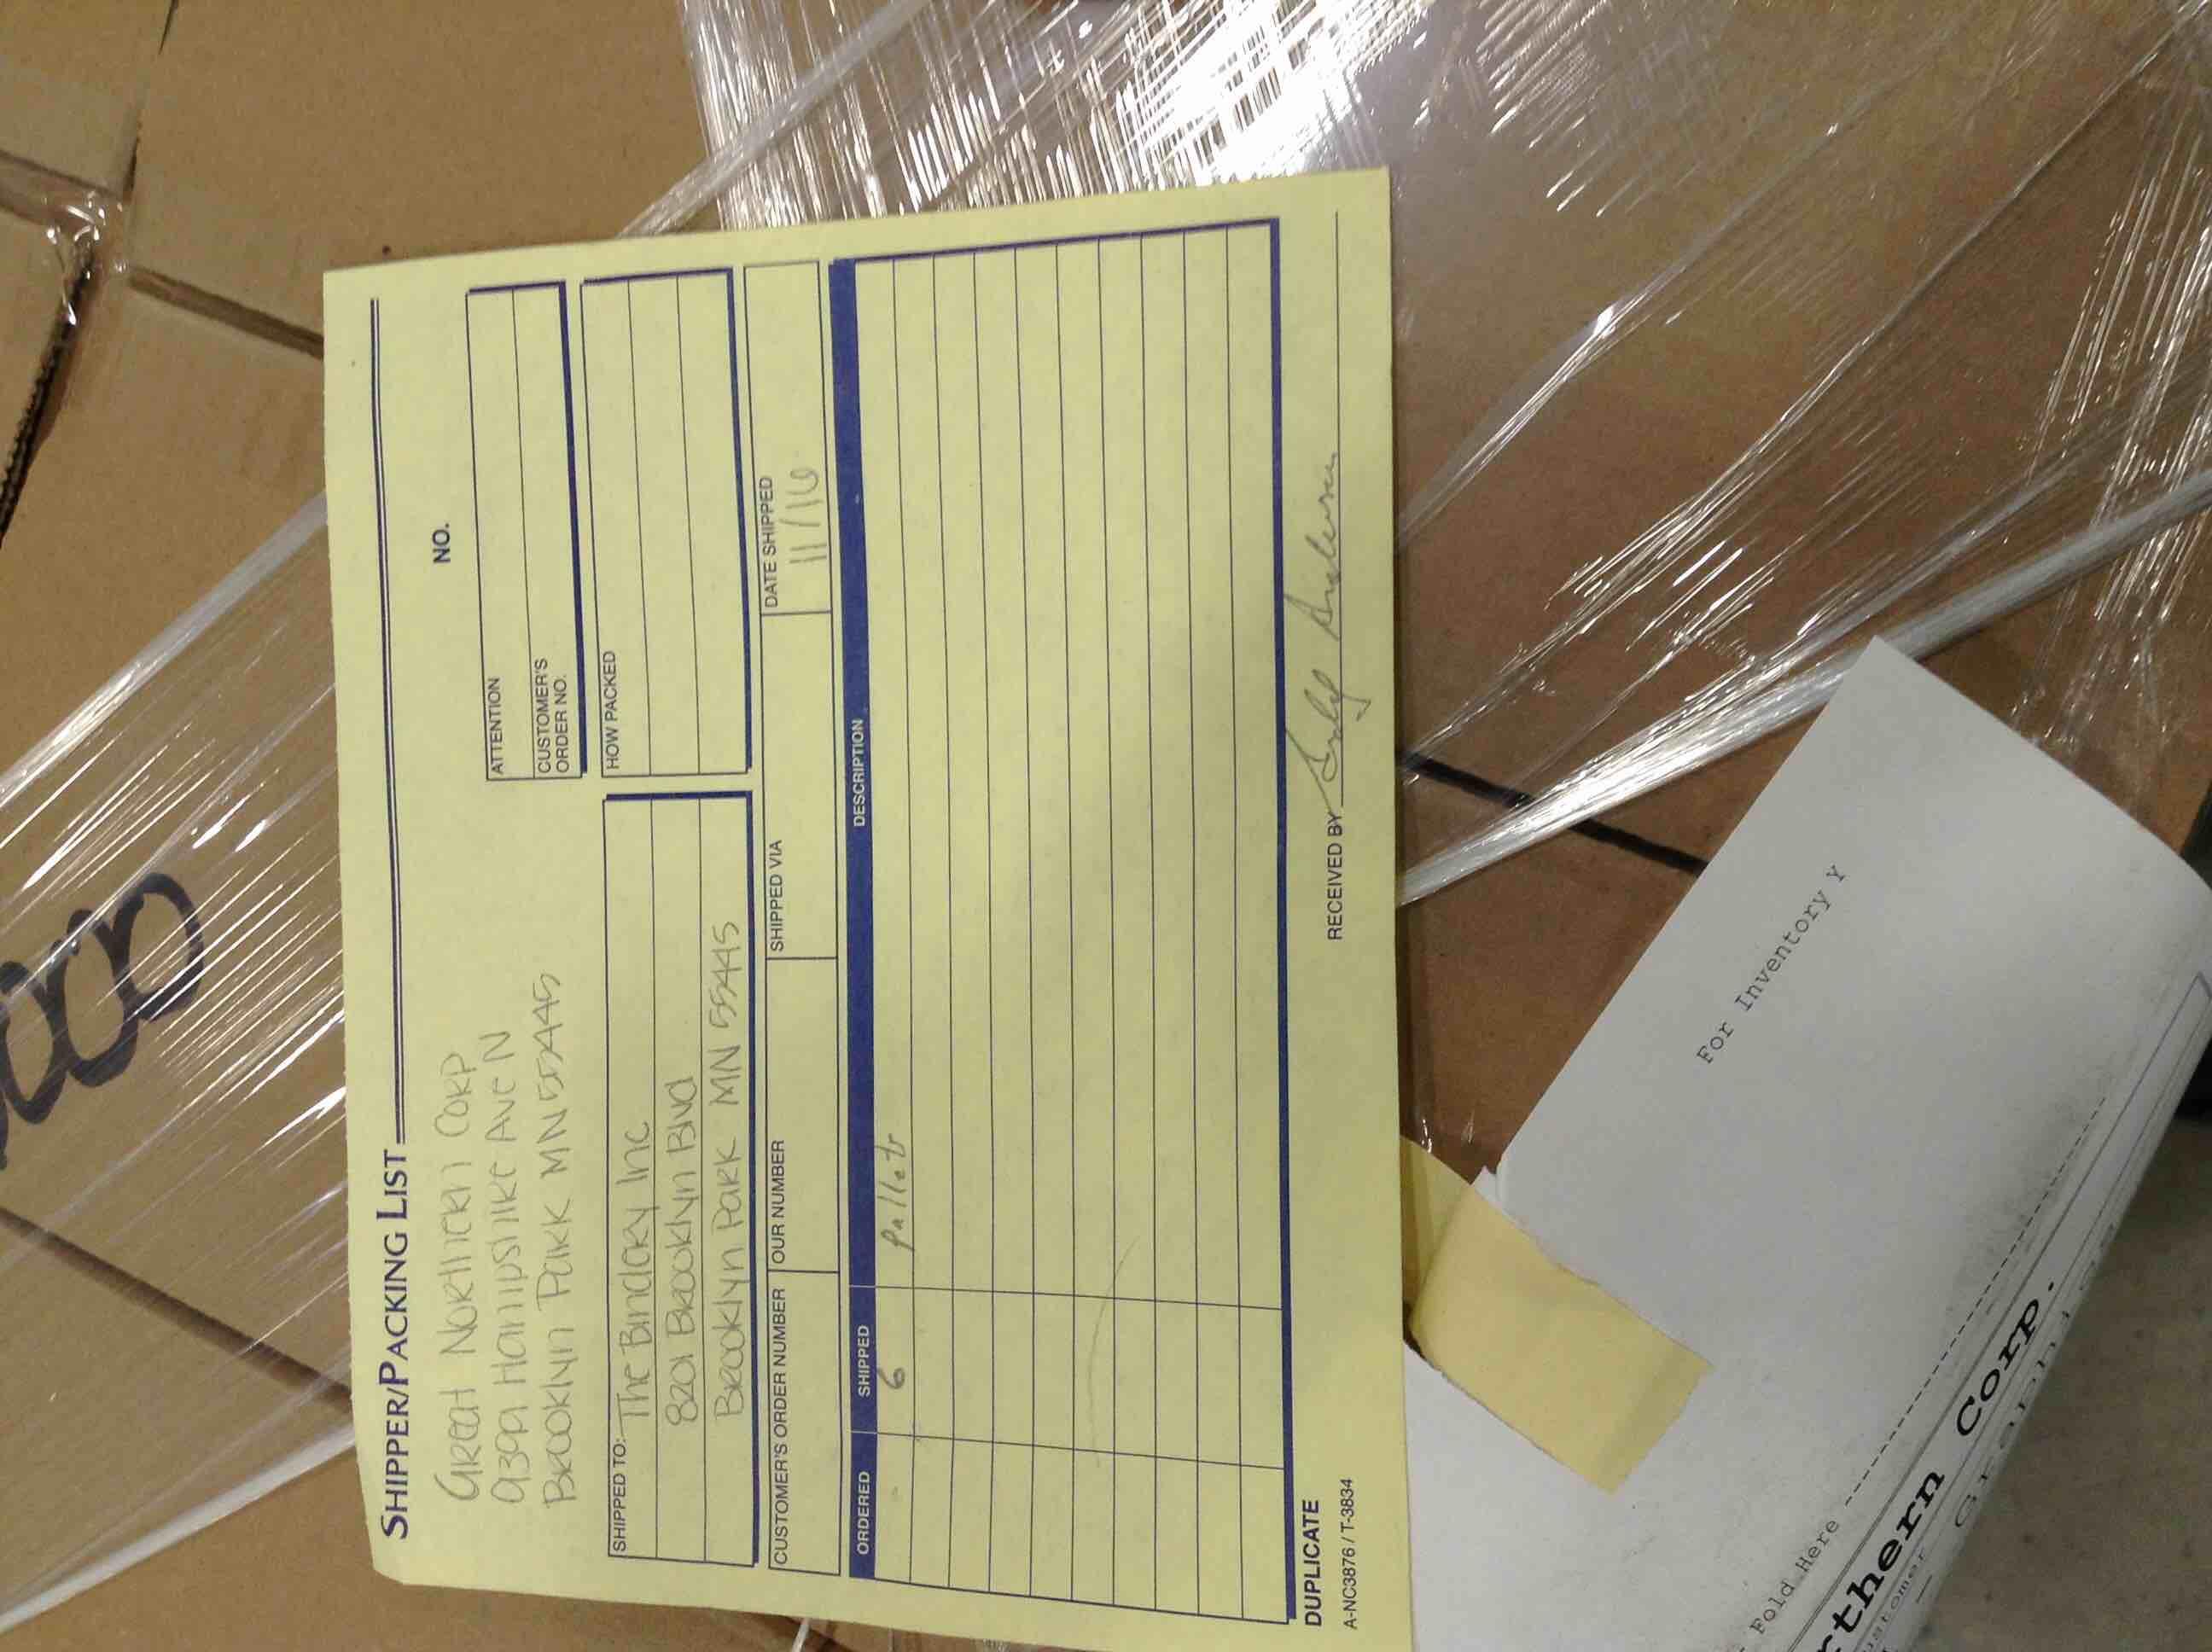 SHIPPER/PACKING LIST
Great Northern Corp
9399 Hampshire Ave N
Brooklyn Park MN 55445
NO.
ATTENTION
CUSTOMER'S
ORDER NO.
SHIPPED TO: The Bindery Inc
8201 Brooklyn Blvd
Brooklyn Park MN 55445
HOW PACKED
CUSTOMER'S ORDER NUMBER
OUR NUMBER
SHIPPED VIA
DATE SHIPPED
11/16
ORDERED SHIPPED DESCRIPTION
6 Pallets
DUPLICATE
A-NC3876 / T-3834
RECEIVED BY
For Inventory Y
Fold Here
rthern Corp.